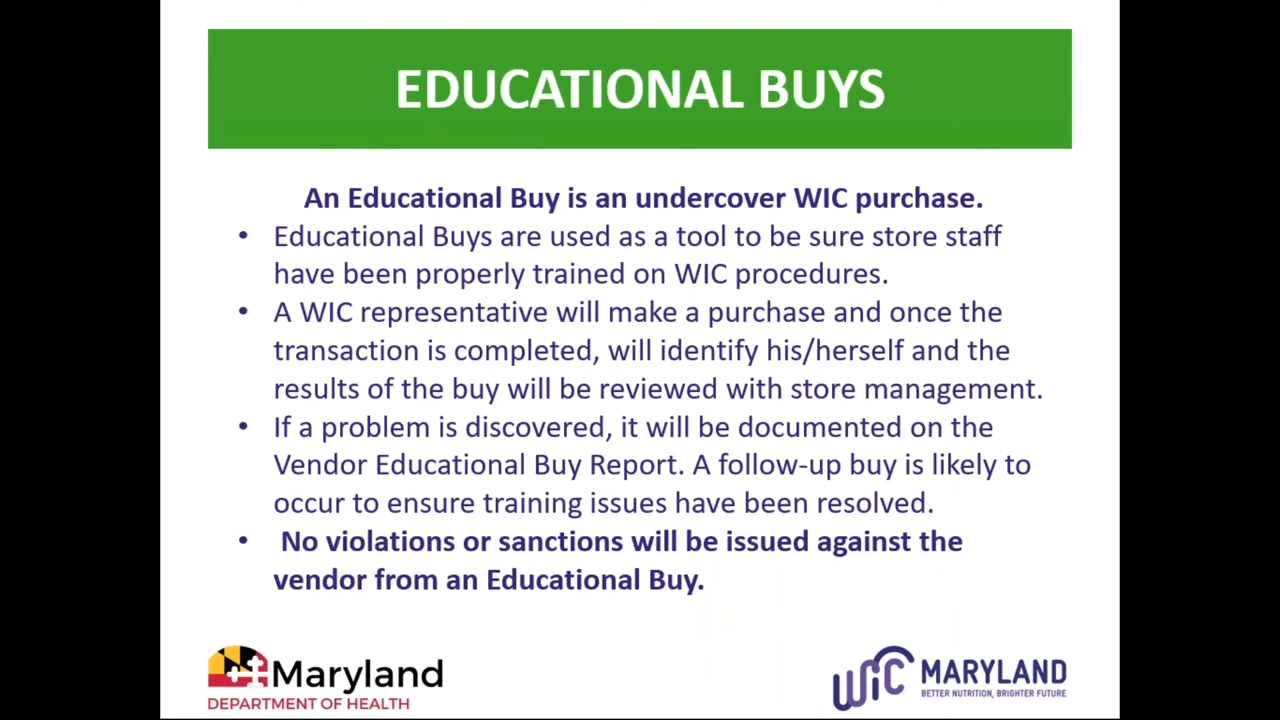 EDUCATIONAL BUYS
An Educational Buy is an undercover WIC purchase.
• Educational Buys are used as a tool to be sure store staff
have been properly trained on WIC procedures.
• A WIC representative will make a purchase and once the
transaction is completed, will identify his/herself and the
results of the buy will be reviewed with store management.
• If a problem is discovered, it will be documented on the
Vendor Educational Buy Report. A follow-up buy is likely to
occur to ensure training issues have been resolved.
• No violations or sanctions will be issued against the
vendor from an Educational Buy.
Maryland
DEPARTMENT OF HEALTH
WIC MARYLAND
BETTER NUTRITION, BRIGHTER FUTURE